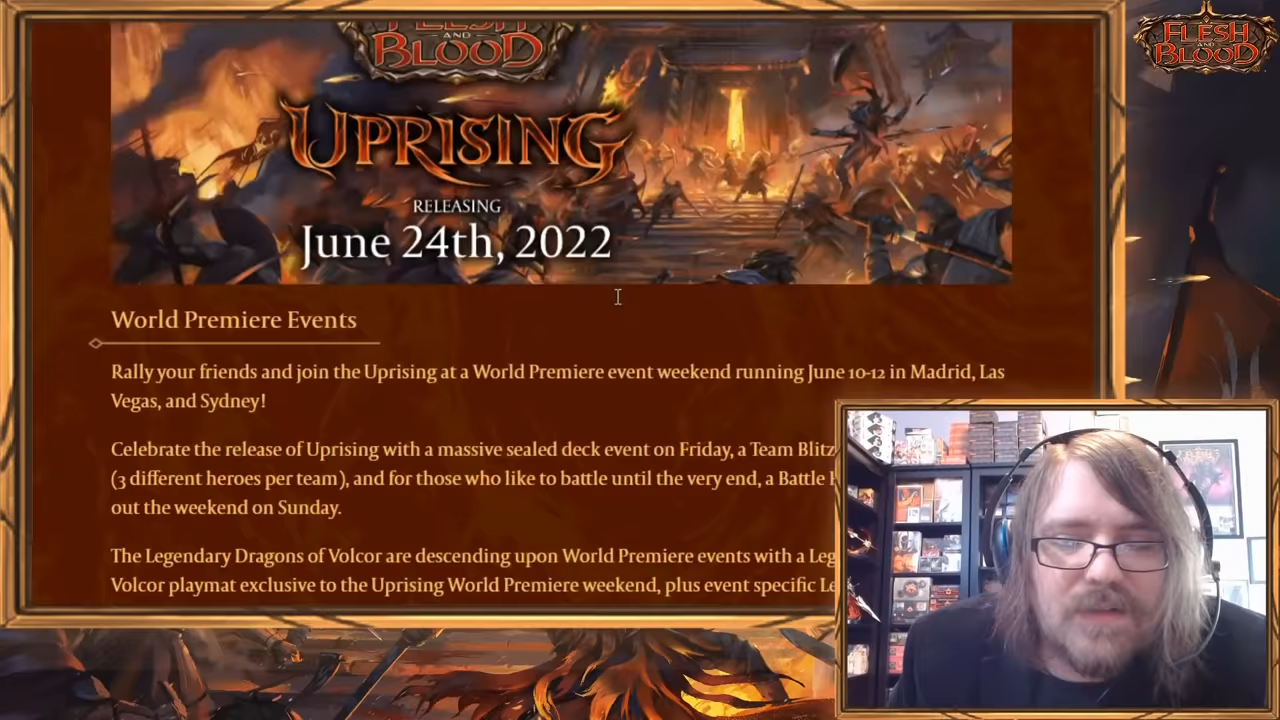 FLESH
AND
BLOOD
UPRISING
RELEASING
June 24th, 2022
World Premiere Events
Rally your friends and join the Uprising at a World Premiere event weekend running June 10-12 in Madrid, Las
Vegas, and Sydney!
Celebrate the release of Uprising with a massive sealed deck event on Friday, a Team Blitz
(3 different heroes per team), and for those who like to battle until the very end, a Battle
out the weekend on Sunday.
The Legendary Dragons of Volcor are descending upon World Premiere events with a Leg
Volcor playmat exclusive to the Uprising World Premiere weekend, plus event specific Le
FLESH
AND
BLOOD